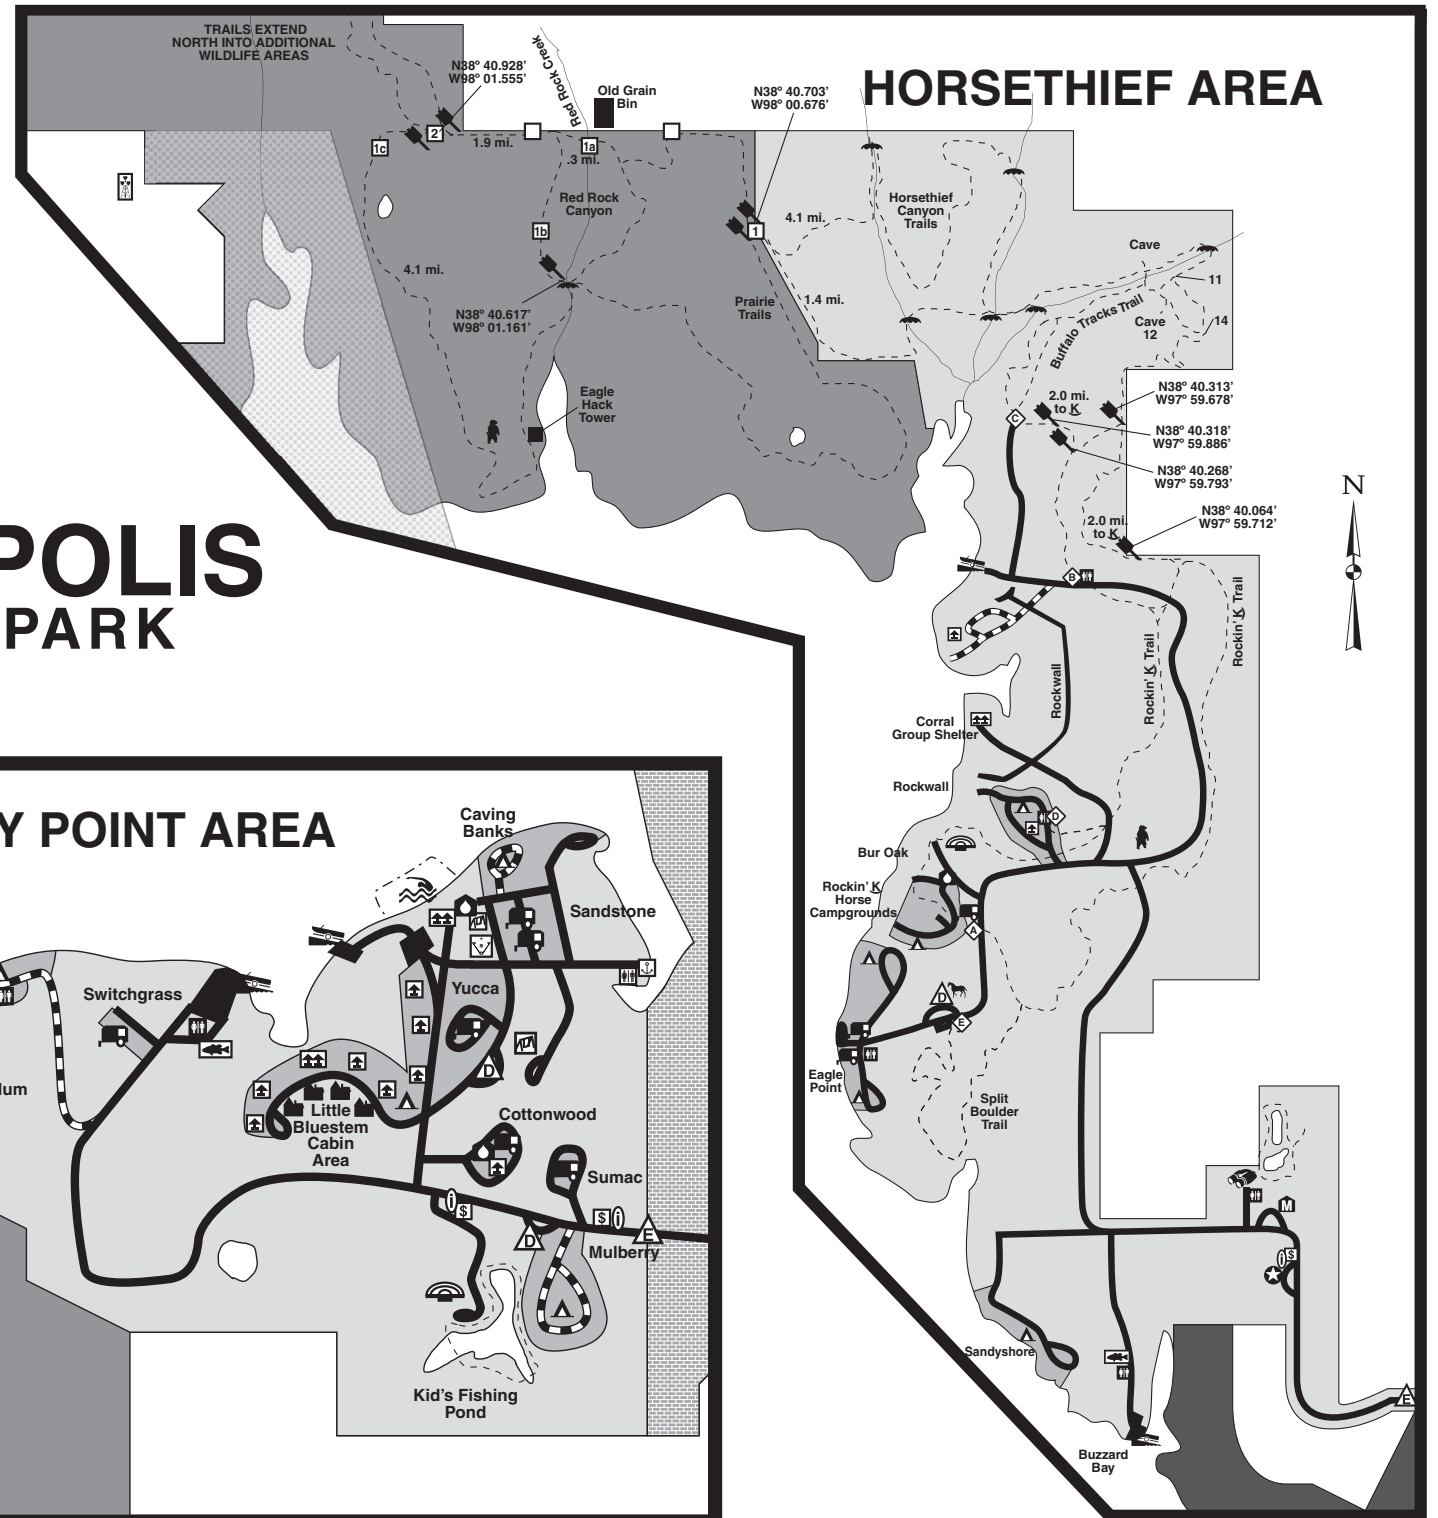 TRAILS EXTEND
NORTH INTO ADDITIONAL
WILDLIFE AREAS
N38º 40.928’
W98º 01.555’
Red Rock Creek
Old Grain
Bin
N38º 40.703’
W98º 00.676’
HORSETHIEF AREA
2
1c
1.9 mi.
1a
.3 mi.
Red Rock
Canyon
1b
1
4.1 mi.
Horsethief
Canyon
Trails
Cave
11
4.1 mi.
N38º 40.617’
W98º 01.161’
Prairie
Trails
1.4 mi.
Buffalo Tracks Trail
Cave
12
14
Eagle
Hack
Tower
C
2.0 mi.
to K
N38º 40.313’
W97º 59.678’
N38º 40.318’
W97º 59.886’
N38º 40.268’
W97º 59.793’
N38º 40.064’
W97º 59.712’
2.0 mi.
to K
N
POLIS
PARK
B
Rockin’ K Trail
Rockin’ K Trail
Rockwall
Corral
Group Shelter
Rockwall
D
Bur Oak
Rockin’ K
Horse
Campgrounds
A
D
E
Eagle
Point
Split
Boulder
Trail
M
i
$
Sandyshore
E
Buzzard
Bay
Y POINT AREA
Caving
Banks
Sandstone
Switchgrass
Yucca
D
lum
Little
Bluestem
Cabin
Area
Cottonwood
Sumac
i
$
$
i
D
E
Mulberry
Kid’s Fishing
Pond